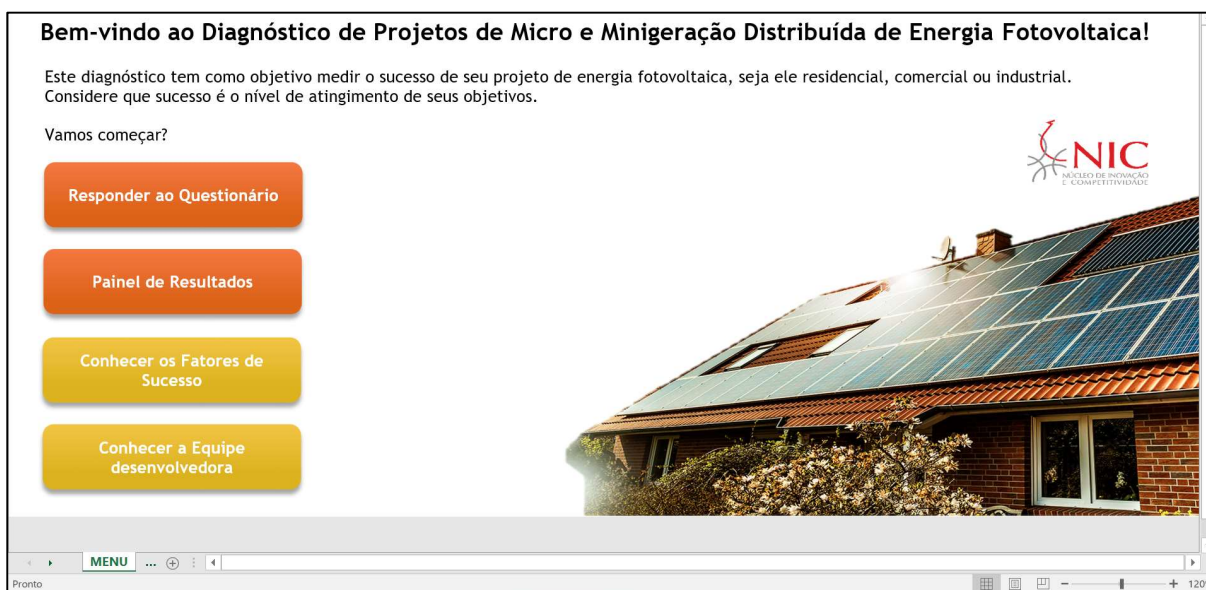 Bem-vindo ao Diagnóstico de Projetos de Micro e Minigeração Distribuída de Energia Fotovoltaica!
Este diagnóstico tem como objetivo medir o sucesso de seu projeto de energia fotovoltaica, seja ele residencial, comercial ou industrial.
Considere que sucesso é o nível de atingimento de seus objetivos.
Vamos começar?
NIC
NÚCLEO DE INOVAÇÃO
E COMPETITIVIDADE
Responder ao Questionário
Painel de Resultados
Conhecer os Fatores de
Sucesso
Conhecer a Equipe
desenvolvedora
MENU ...
Pronto
120%